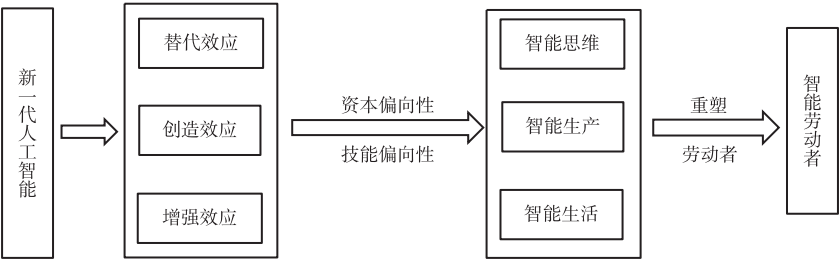 新一代人工智能
替代效应
创造效应
增强效应
资本偏向性
技能偏向性
智能思维
智能生产
智能生活
重塑
劳动者
智能劳动者